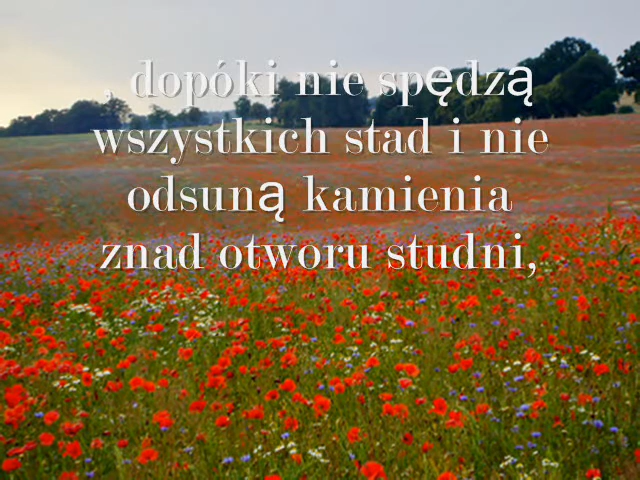 , dopóki nie spędzą
wszystkich stad i nie
odsuną kamienia
znad otworu studni,